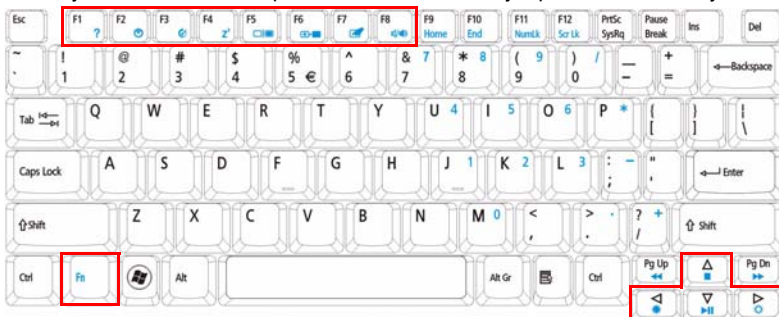 Esc F1 ? F2 F3 F4 z F5 F6 F7 F8 F9 Home F10 End F11 NumLk F12 Scr Lk PrtSc SysRq Pause Break Ins Del
~ ` ! 1 @ 2 # 3 $ 4 % 5 € ^ 6 & 7 7 * 8 8 ( 9 9 ) / 0 _ - + = Backspace
Tab Q W E R T Y U 4 I 5 O 6 P * { [ } ] ¦ \
Caps Lock A S D F G H J 1 K 2 L 3 : - ; " ' Enter
Shift Z X C V B N M 0 < , > . . ? + / Shift
Ctrl Fn Alt Alt Gr Ctrl Pg Up Pg Dn